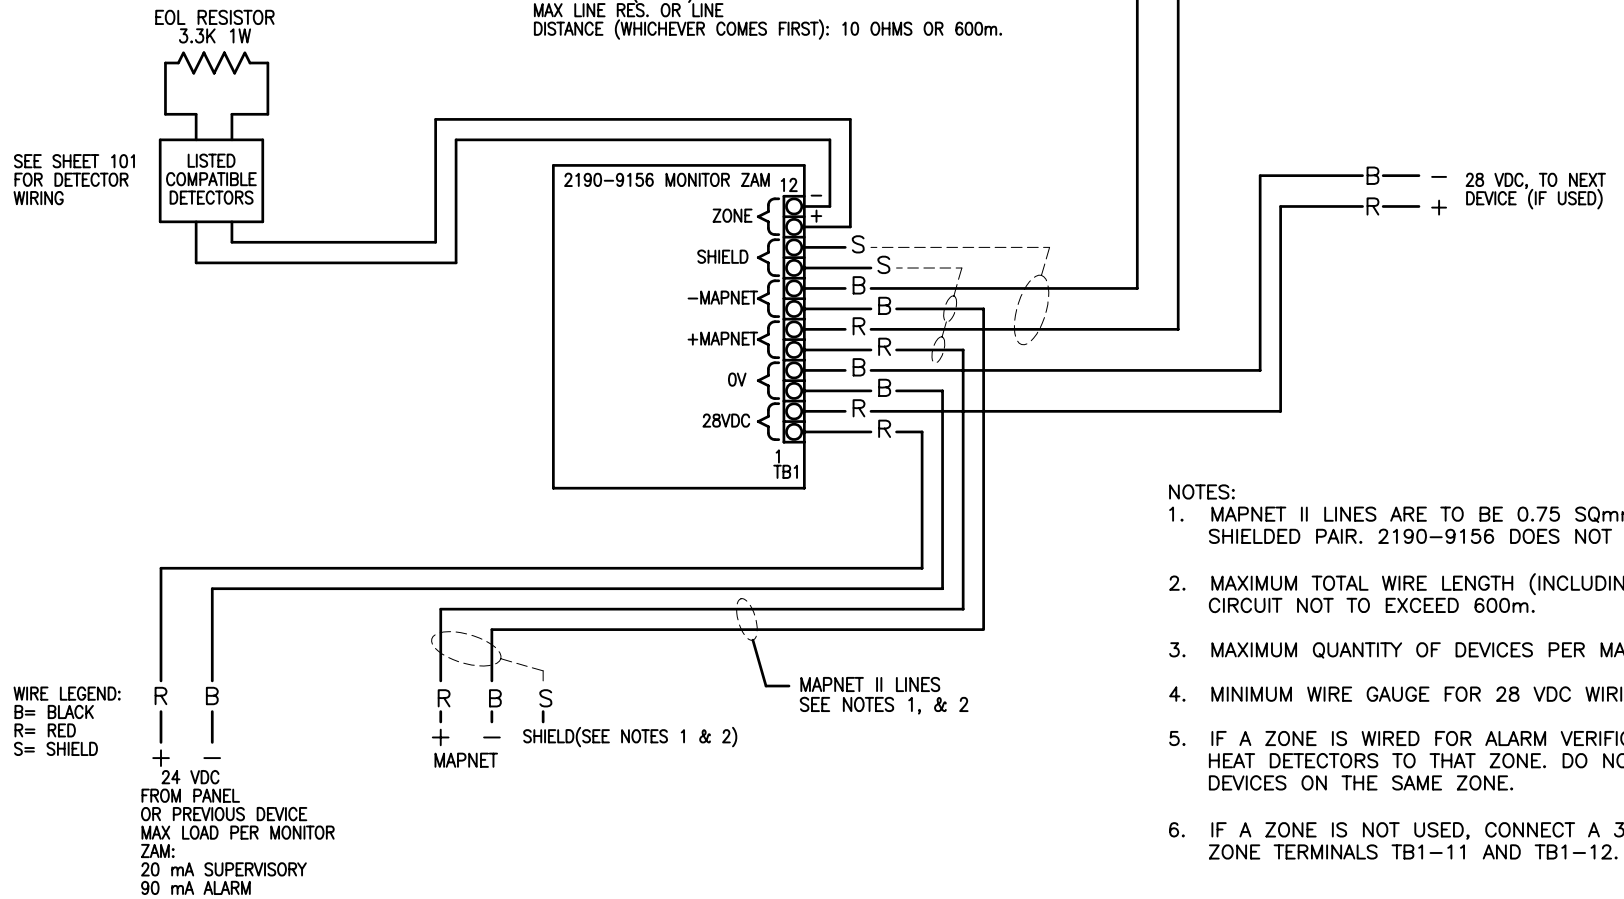 EOL RESISTOR
3.3K 1W
MAX LINE RES. OR LINE
DISTANCE (WHICHEVER COMES FIRST): 10 OHMS OR 600m.
SEE SHEET 101
FOR DETECTOR
WIRING
LISTED
COMPATIBLE
DETECTORS
2190-9156 MONITOR ZAM
12
−
+
ZONE
SHIELD
-MAPNET
+MAPNET
0V
28VDC
1
TB1
S
S
B
B
R
R
B
B
R
R
B −
R +
28 VDC, TO NEXT
DEVICE (IF USED)
WIRE LEGEND:
B= BLACK
R= RED
S= SHIELD
R B
+ −
24 VDC
FROM PANEL
OR PREVIOUS DEVICE
MAX LOAD PER MONITOR
ZAM:
20 mA SUPERVISORY
90 mA ALARM
R B S
+ − SHIELD(SEE NOTES 1 & 2)
MAPNET
MAPNET II LINES
SEE NOTES 1, & 2
NOTES:
1. MAPNET II LINES ARE TO BE 0.75 SQmm
SHIELDED PAIR. 2190-9156 DOES NOT
2. MAXIMUM TOTAL WIRE LENGTH (INCLUDIN
CIRCUIT NOT TO EXCEED 600m.
3. MAXIMUM QUANTITY OF DEVICES PER MA
4. MINIMUM WIRE GAUGE FOR 28 VDC WIRI
5. IF A ZONE IS WIRED FOR ALARM VERIFI
HEAT DETECTORS TO THAT ZONE. DO NO
DEVICES ON THE SAME ZONE.
6. IF A ZONE IS NOT USED, CONNECT A 3
ZONE TERMINALS TB1-11 AND TB1-12.